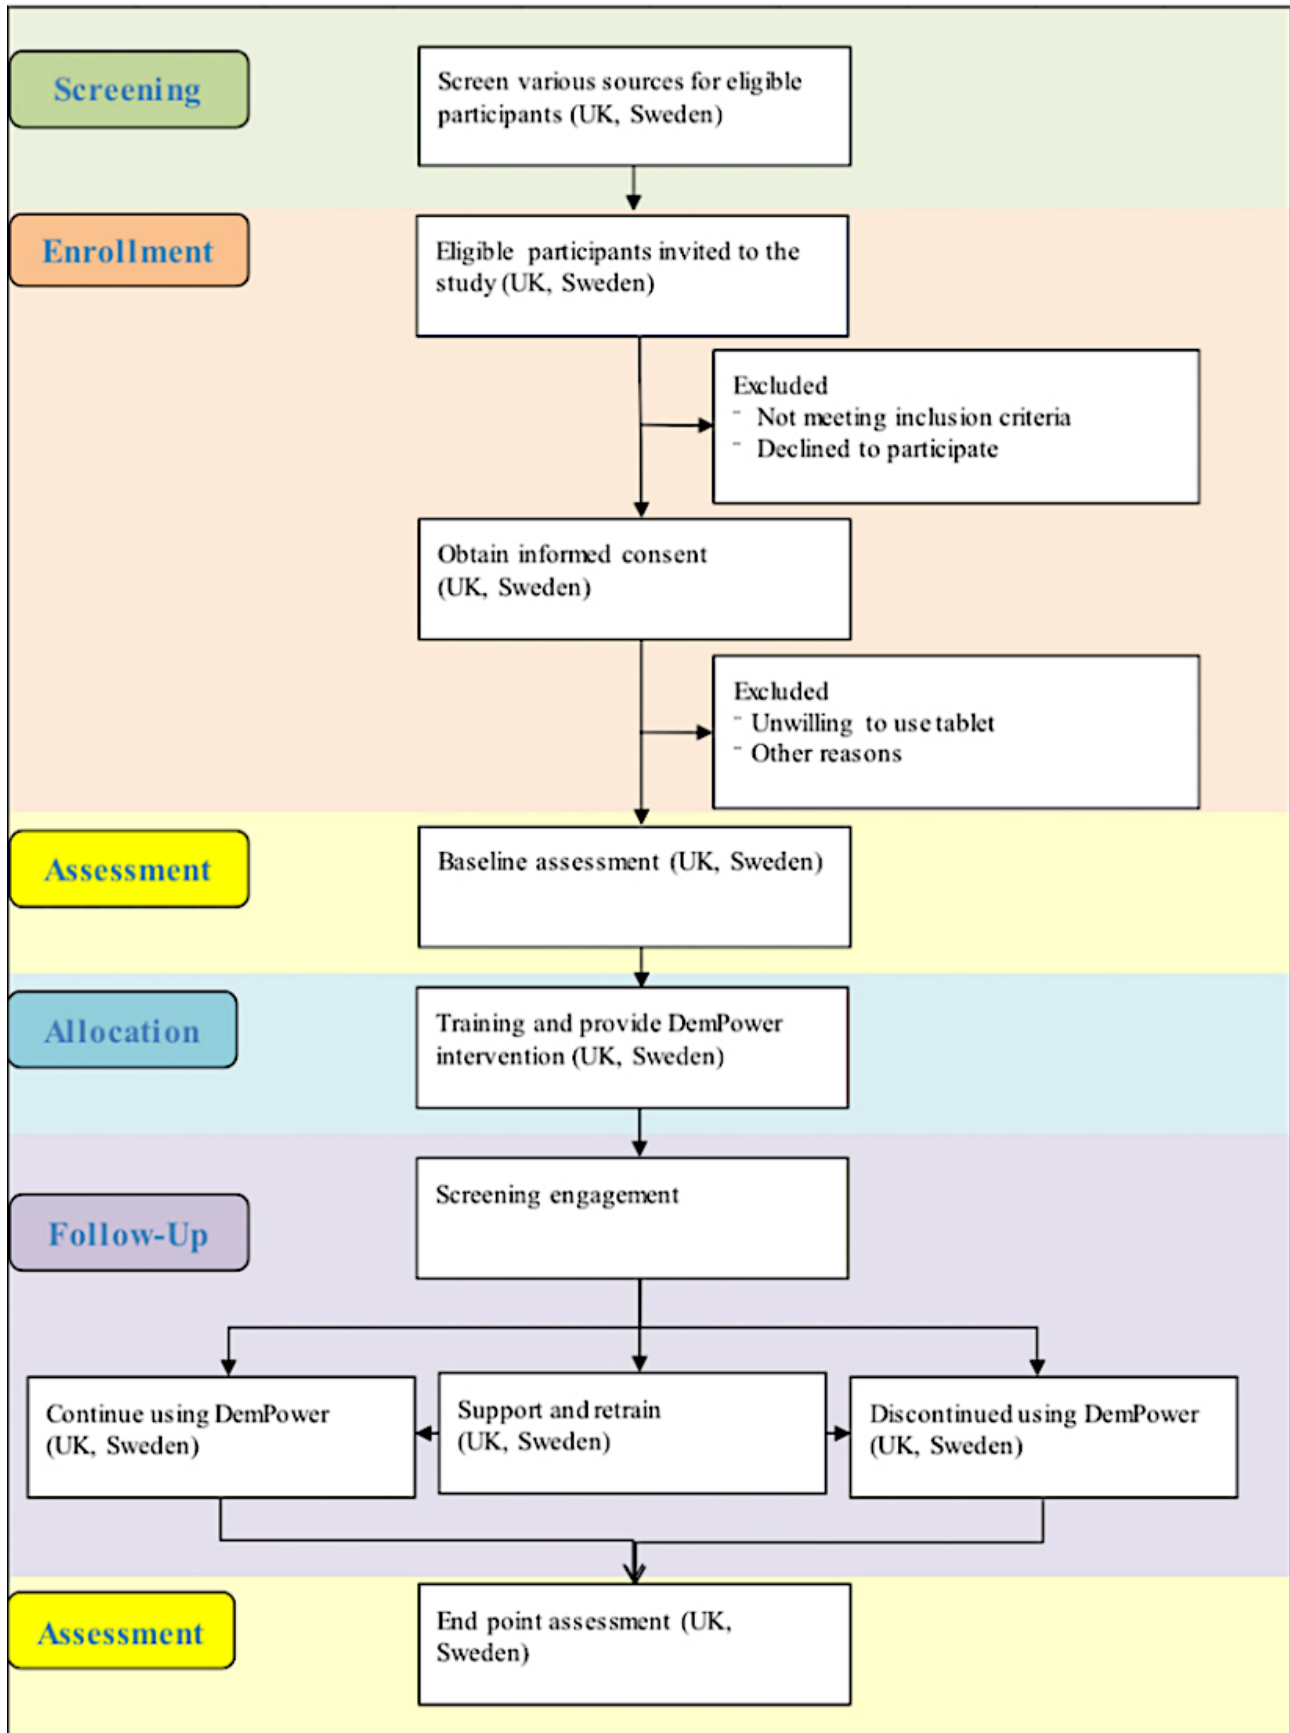 Screening
Screen various sources for eligible
participants (UK, Sweden)
Enrollment
Eligible participants invited to the
study (UK, Sweden)
Excluded
- Not meeting inclusion criteria
- Declined to participate
Obtain informed consent
(UK, Sweden)
Excluded
- Unwilling to use tablet
- Other reasons
Assessment
Baseline assessment (UK, Sweden)
Allocation
Training and provide DemPower
intervention (UK, Sweden)
Follow-Up
Screening engagement
Continue using DemPower
(UK, Sweden)
Support and retrain
(UK, Sweden)
Discontinued using DemPower
(UK, Sweden)
Assessment
End point assessment (UK,
Sweden)